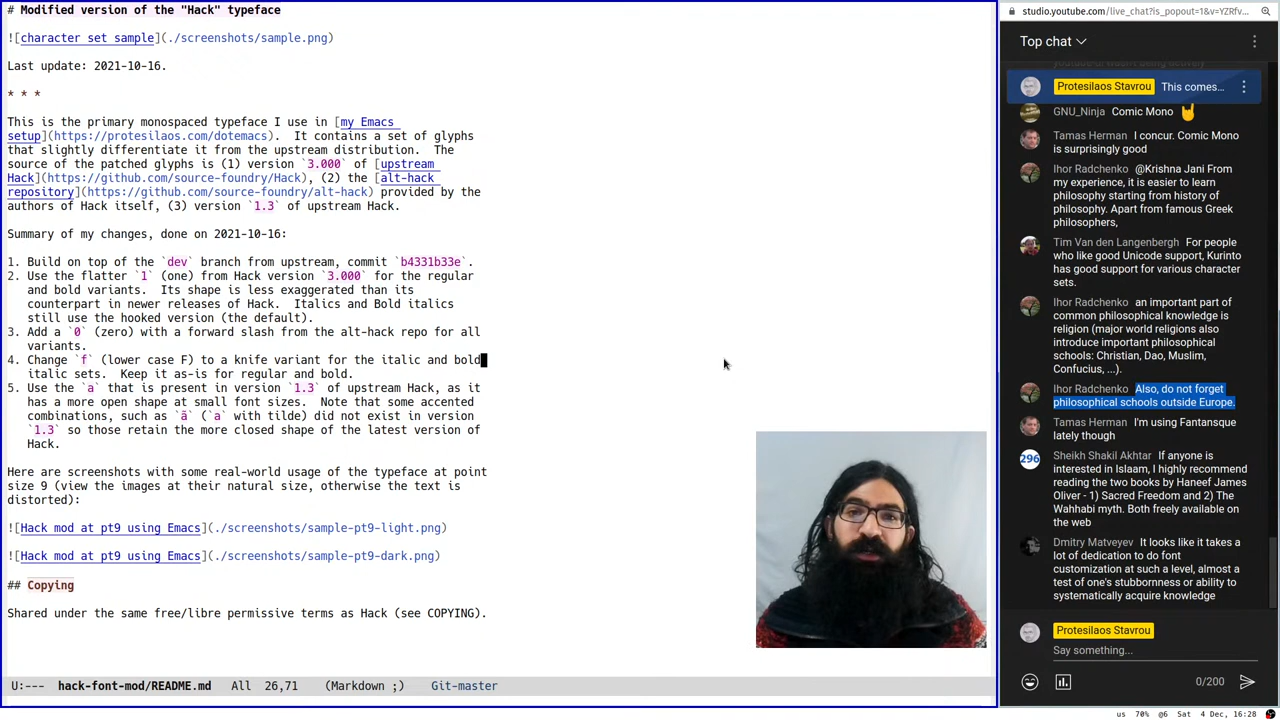 # Modified version of the "Hack" typeface
![character set sample](./screenshots/sample.png)
Last update: 2021-10-16.
* * *
This is the primary monospaced typeface I use in [my Emacs
setup](https://protesilaos.com/dotemacs).  It contains a set of glyphs
that slightly differentiate it from the upstream distribution.  The
source of the patched glyphs is (1) version `3.000` of [upstream
Hack](https://github.com/source-foundry/Hack), (2) the [alt-hack
repository](https://github.com/source-foundry/alt-hack) provided by the
authors of Hack itself, (3) version `1.3` of upstream Hack.
Summary of my changes, done on 2021-10-16:
1. Build on top of the `dev` branch from upstream, commit `b4331b33e`.
2. Use the flatter `1` (one) from Hack version `3.000` for the regular
and bold variants.  Its shape is less exaggerated than its
counterpart in newer releases of Hack.  Italics and Bold italics
still use the hooked version (the default).
3. Add a `0` (zero) with a forward slash from the alt-hack repo for all
variants.
4. Change `f` (lower case F) to a knife variant for the italic and bold
italic sets.  Keep it as-is for regular and bold.
5. Use the `a` that is present in version `1.3` of upstream Hack, as it
has a more open shape at small font sizes.  Note that some accented
combinations, such as `ã` (`a` with tilde) did not exist in version
`1.3` so those retain the more closed shape of the latest version of
Hack.
Here are screenshots with some real-world usage of the typeface at point
size 9 (view the images at their natural size, otherwise the text is
distorted):
![Hack mod at pt9 using Emacs](./screenshots/sample-pt9-light.png)
![Hack mod at pt9 using Emacs](./screenshots/sample-pt9-dark.png)
## Copying
Shared under the same free/libre permissive terms as Hack (see COPYING).
U:---  hack-font-mod/README.md  All  26,71  (Markdown ;)  Git-master
studio.youtube.com/live_chat?is_popout=1&v=YZRfv...
Top chat
Protesilaos Stavrou This comes...
GNU_Ninja Comic Mono 🤘
Tamas Herman I concur. Comic Mono
is surprisingly good
Ihor Radchenko @Krishna Jani From
my experience, it is easier to learn
philosophy starting from history of
philosophy. Apart from famous Greek
philosophers,
Tim Van den Langenbergh For people
who like good Unicode support, Kurinto
has good support for various character
sets.
Ihor Radchenko an important part of
common philosophical knowledge is
religion (major world religions also
introduce important philosophical
schools: Christian, Dao, Muslim,
Confucius, ...).
Ihor Radchenko Also, do not forget
philosophical schools outside Europe.
Tamas Herman I'm using Fantansque
lately though
296 Sheikh Shakil Akhtar If anyone is
interested in Islaam, I highly recommend
reading the two books by Haneef James
Oliver - 1) Sacred Freedom and 2) The
Wahhabi myth. Both freely available on
the web
Dmitry Matveyev It looks like it takes a
lot of dedication to do font
customization at such a level, almost a
test of one's stubbornness or ability to
systematically acquire knowledge
Protesilaos Stavrou
Say something...
0/200
us 70% @6 Sat 4 Dec, 16:28